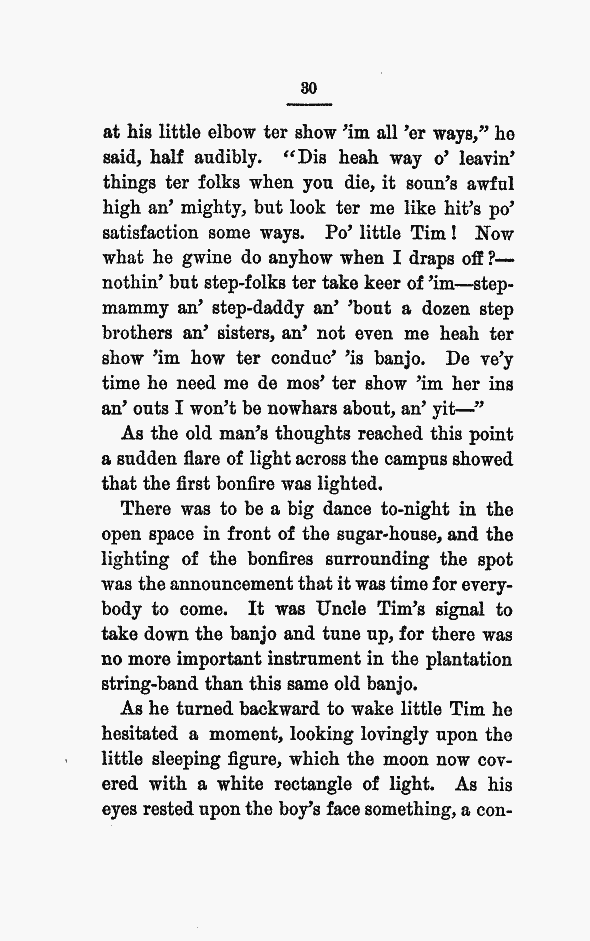 30
at his little elbow ter show ’im all ’er ways,” he
said, half audibly. “Dis heah way o’ leavin’
things ter folks when you die, it soun’s awful
high an’ mighty, but look ter me like hit’s po’
satisfaction some ways. Po’ little Tim! Now
what he gwine do anyhow when I draps off?—
nothin’ but step-folks ter take keer of ’im—step-
mammy an’ step-daddy an’ ’bout a dozen step
brothers an’ sisters, an’ not even me heah ter
show ’im how ter conduc’ ’is banjo. De ve’y
time he need me de mos’ ter show ’im her ins
an’ outs I won’t be nowhars about, an’ yit—”
As the old man’s thoughts reached this point
a sudden flare of light across the campus showed
that the first bonfire was lighted.
There was to be a big dance to-night in the
open space in front of the sugar-house, and the
lighting of the bonfires surrounding the spot
was the announcement that it was time for every-
body to come. It was Uncle Tim’s signal to
take down the banjo and tune up, for there was
no more important instrument in the plantation
string-band than this same old banjo.
As he turned backward to wake little Tim he
hesitated a moment, looking lovingly upon the
little sleeping figure, which the moon now cov-
ered with a white rectangle of light. As his
eyes rested upon the boy’s face something, a con-